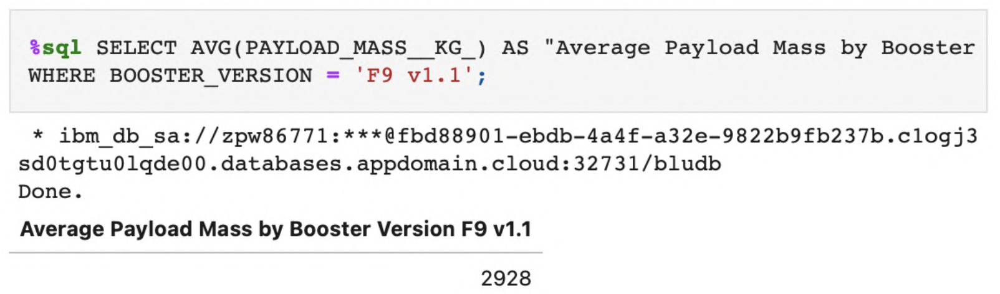 %sql SELECT AVG(PAYLOAD_MASS__KG_) AS "Average Payload Mass by Booster
WHERE BOOSTER_VERSION = 'F9 v1.1';
* ibm_db_sa://zpw86771:***@fbd88901-ebdb-4a4f-a32e-9822b9fb237b.c1ogj3
sd0tgtu0lqde00.databases.appdomain.cloud:32731/bludb
Done.
Average Payload Mass by Booster Version F9 v1.1
2928